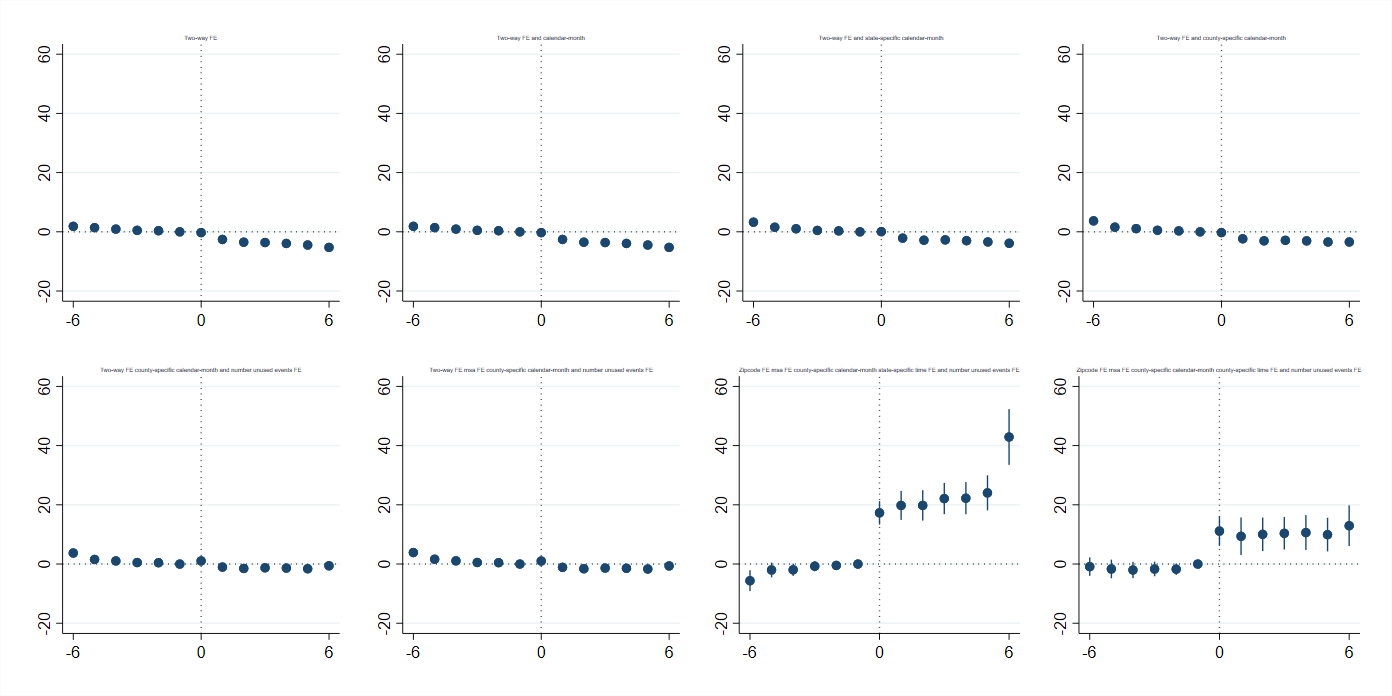 Two-way FE
60
40
20
0
-20
-6 0 6
Two-way FE and calendar-month
60
40
20
0
-20
-6 0 6
Two-way FE and state-specific calendar-month
60
40
20
0
-20
-6 0 6
Two-way FE and county-specific calendar-month
60
40
20
0
-20
-6 0 6
Two-way FE county-specific calendar-month and number unused events FE
60
40
20
0
-20
-6 0 6
Two-way FE msa FE county-specific calendar-month and number unused events FE
60
40
20
0
-20
-6 0 6
Zipcode FE msa FE county-specific calendar-month state-specific time FE and number unused events FE
60
40
20
0
-20
-6 0 6
Zipcode FE msa FE county-specific calendar-month county-specific time FE and number unused events FE
60
40
20
0
-20
-6 0 6